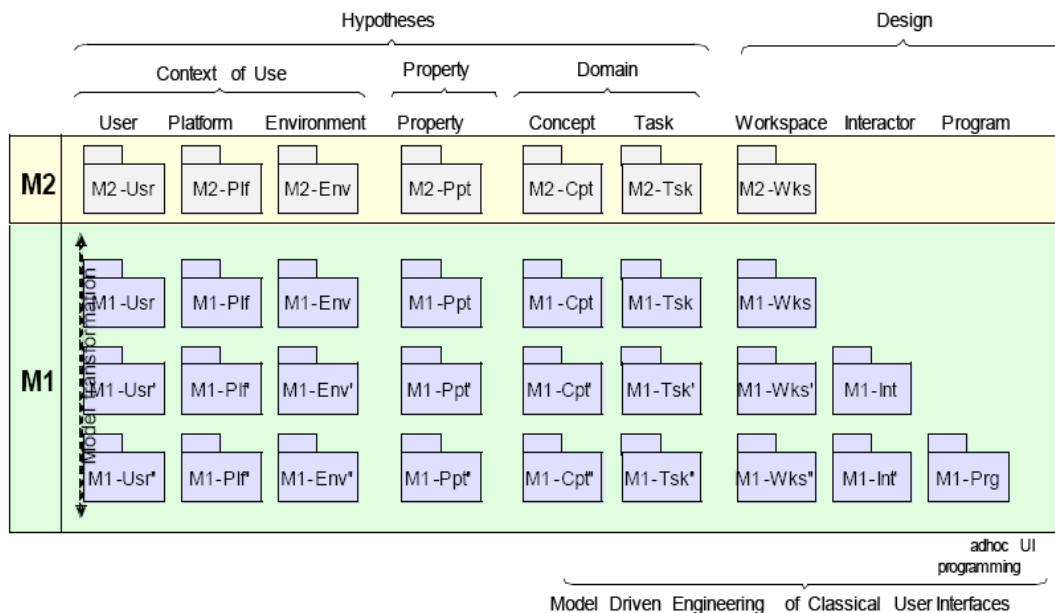 Hypotheses Design
Context of Use Property Domain
User Platform Environment Property Concept Task Workspace Interactor Program
M2 M2-Usr M2-Plf M2-Env M2-Ppt M2-Cpt M2-Tsk M2-Wks
Model transformation
M1-Usr M1-Plf M1-Env M1-Ppt M1-Cpt M1-Tsk M1-Wks
M1 M1-Usr' M1-Plf' M1-Env' M1-Ppt' M1-Cpt' M1-Tsk' M1-Wks' M1-Int
M1-Usr" M1-Plf" M1-Env" M1-Ppt" M1-Cpt" M1-Tsk" M1-Wks" M1-Int' M1-Prg
adhoc UI
programming
Model Driven Engineering of Classical User Interfaces